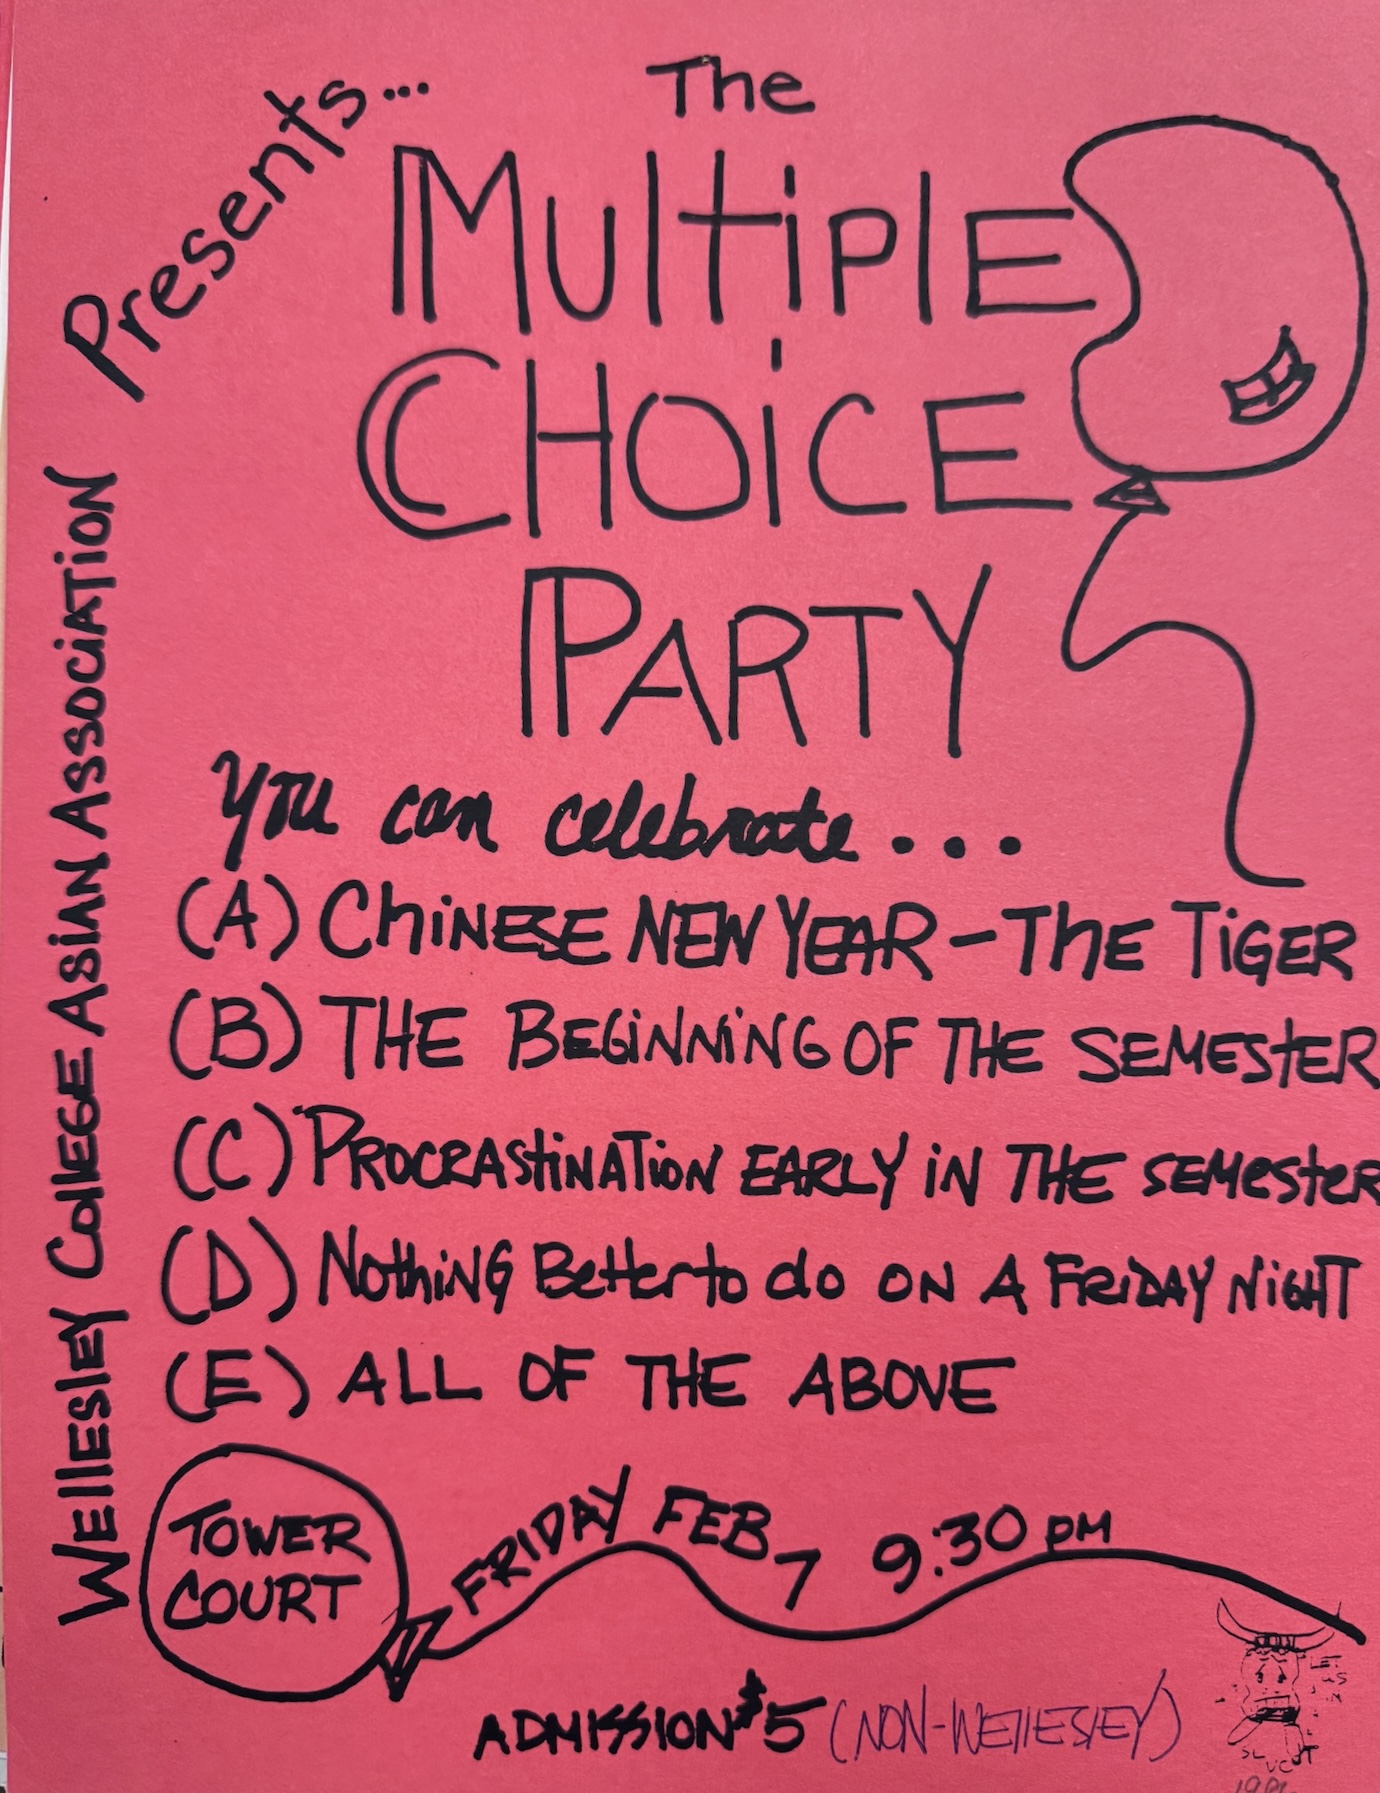 Presents...
The
Multiple
Choice
Party
Wellesley College Asian Association
You can celebrate...
(A) Chinese New Year - The Tiger
(B) The Beginning of the Semester
(C) Procrastination early in the semester
(D) Nothing Better to do on a Friday Night
(E) All of the above
Tower
Court
Friday Feb 7 9:30 pm
Admission $5 (Non-Wellesley)
LET
US